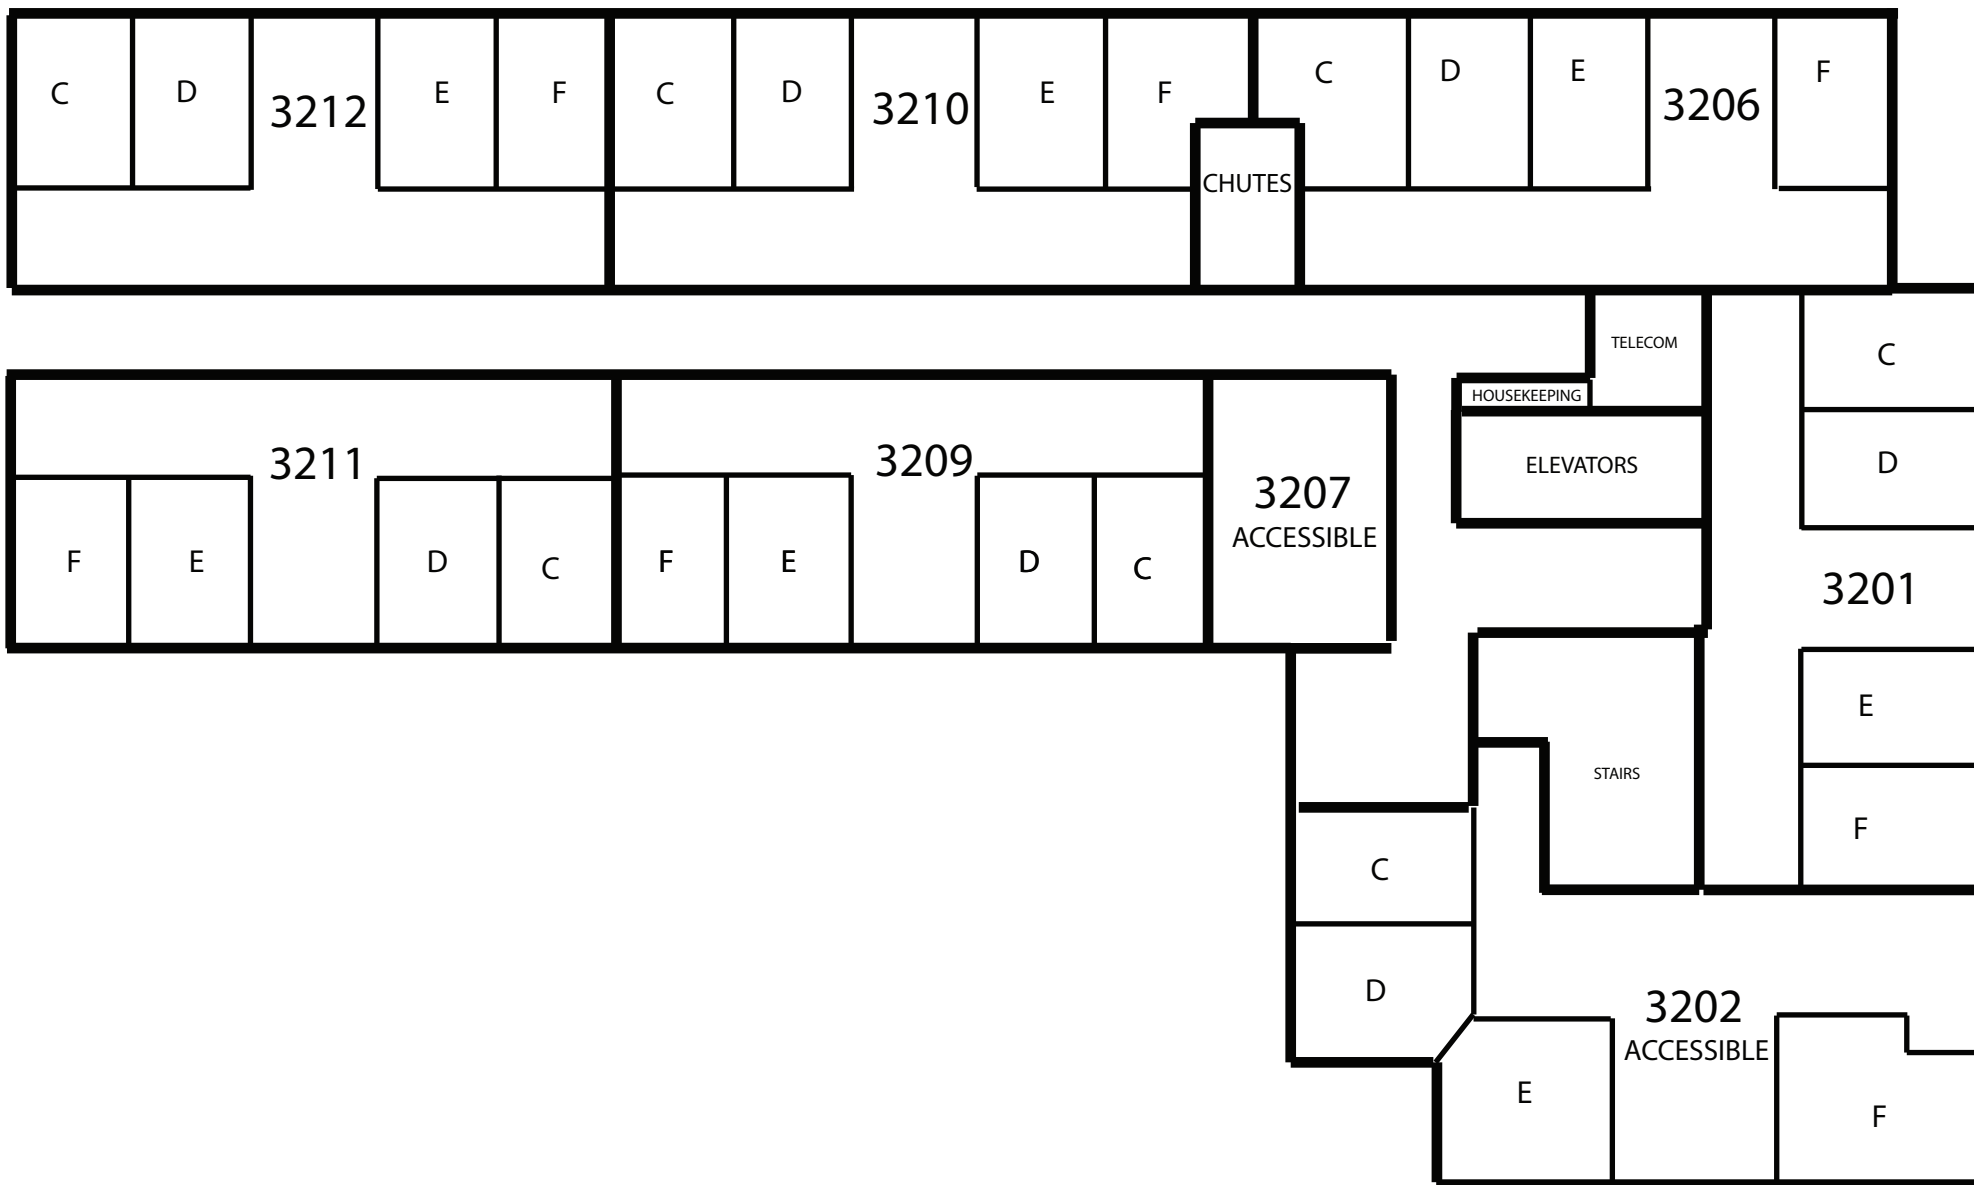 C D 3212 E F C D 3210 E F C D E 3206 F
CHUTES
TELECOM
C
HOUSEKEEPING
3211 3209 ELEVATORS D
3207
ACCESSIBLE
F E D C F E D C
3201
E
STAIRS
F
C
D
3202
ACCESSIBLE
E
F